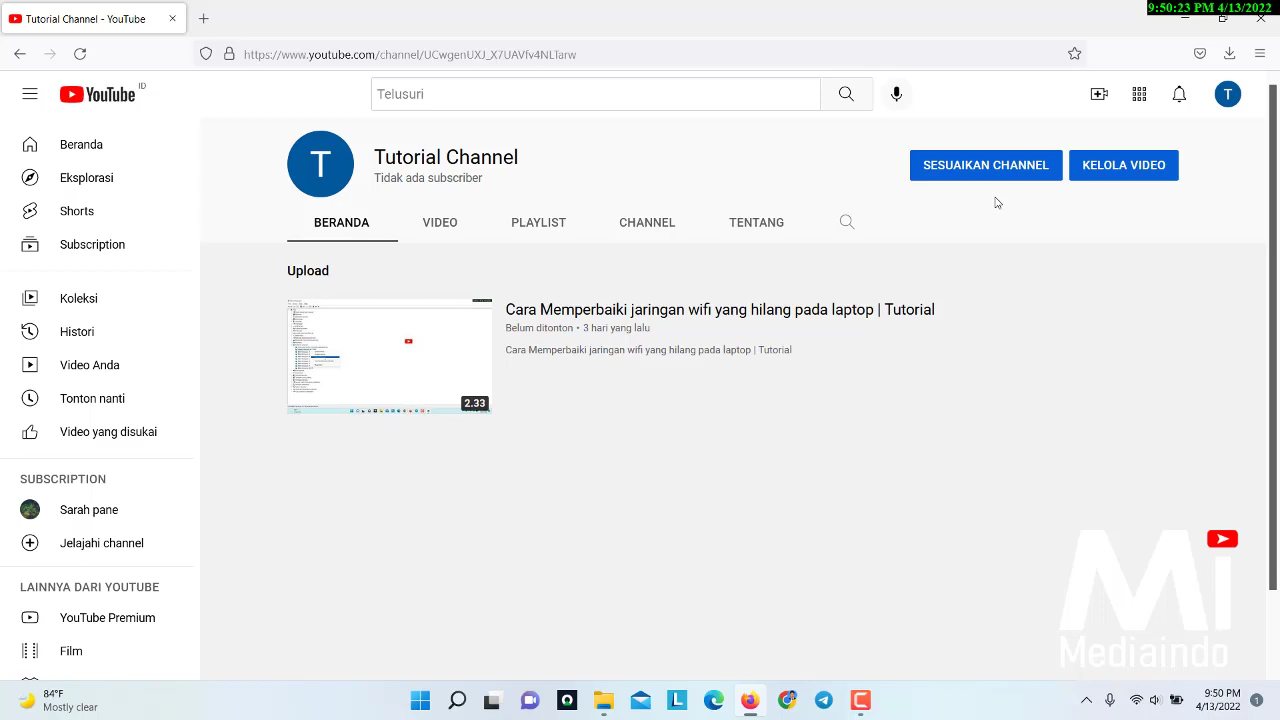 9:50:23 PM 4/13/2022
Tutorial Channel - YouTube
https://www.youtube.com/channel/UCwgenUXJ_X7UAVfv4NLTarw
YouTube ID
Telusuri
T
Beranda
Eksplorasi
Shorts
Subscription
Koleksi
Histori
Video Anda
Tonton nanti
Video yang disukai
SUBSCRIPTION
Sarah pane
Jelajahi channel
LAINNYA DARI YOUTUBE
YouTube Premium
Film
T
Tutorial Channel
Tidak ada subscriber
SESUAIKAN CHANNEL
KELOLA VIDEO
BERANDA
VIDEO
PLAYLIST
CHANNEL
TENTANG
Upload
2.33
Cara Memperbaiki jaringan wifi yang hilang pada laptop | Tutorial
Belum ditonton • 3 hari yang lalu
Cara Memperbaiki jaringan wifi yang hilang pada laptop | Tutorial
Mi
Mediaindo
84°F
Mostly clear
L
9:50 PM
4/13/2022
1